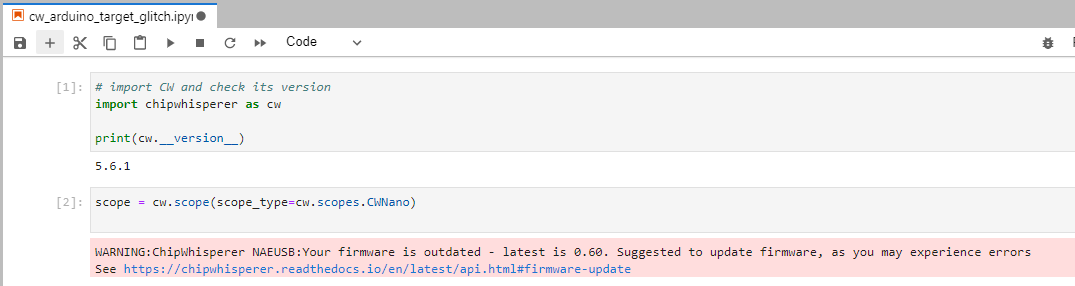 cw_arduino_target_glitch.ipyn
Code
[1]:
# import CW and check its version
import chipwhisperer as cw
print(cw.__version__)
5.6.1
[2]:
scope = cw.scope(scope_type=cw.scopes.CWNano)
WARNING:ChipWhisperer NAEUSB:Your firmware is outdated - latest is 0.60. Suggested to update firmware, as you may experience errors
See https://chipwhisperer.readthedocs.io/en/latest/api.html#firmware-update